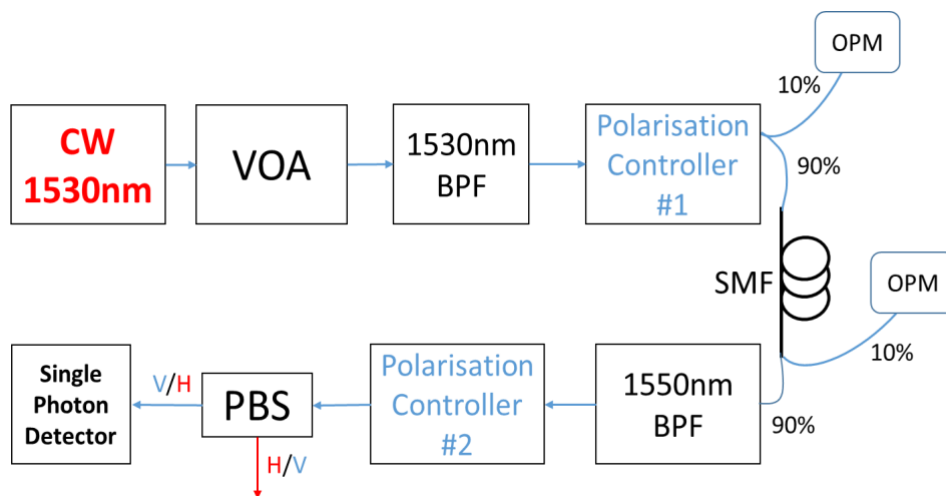 OPM
10%
CW
1530nm
VOA
1530nm
BPF
Polarisation
Controller
#1
90%
SMF
OPM
10%
Single
Photon
Detector
V/H
PBS
H/V
Polarisation
Controller
#2
1550nm
BPF
90%